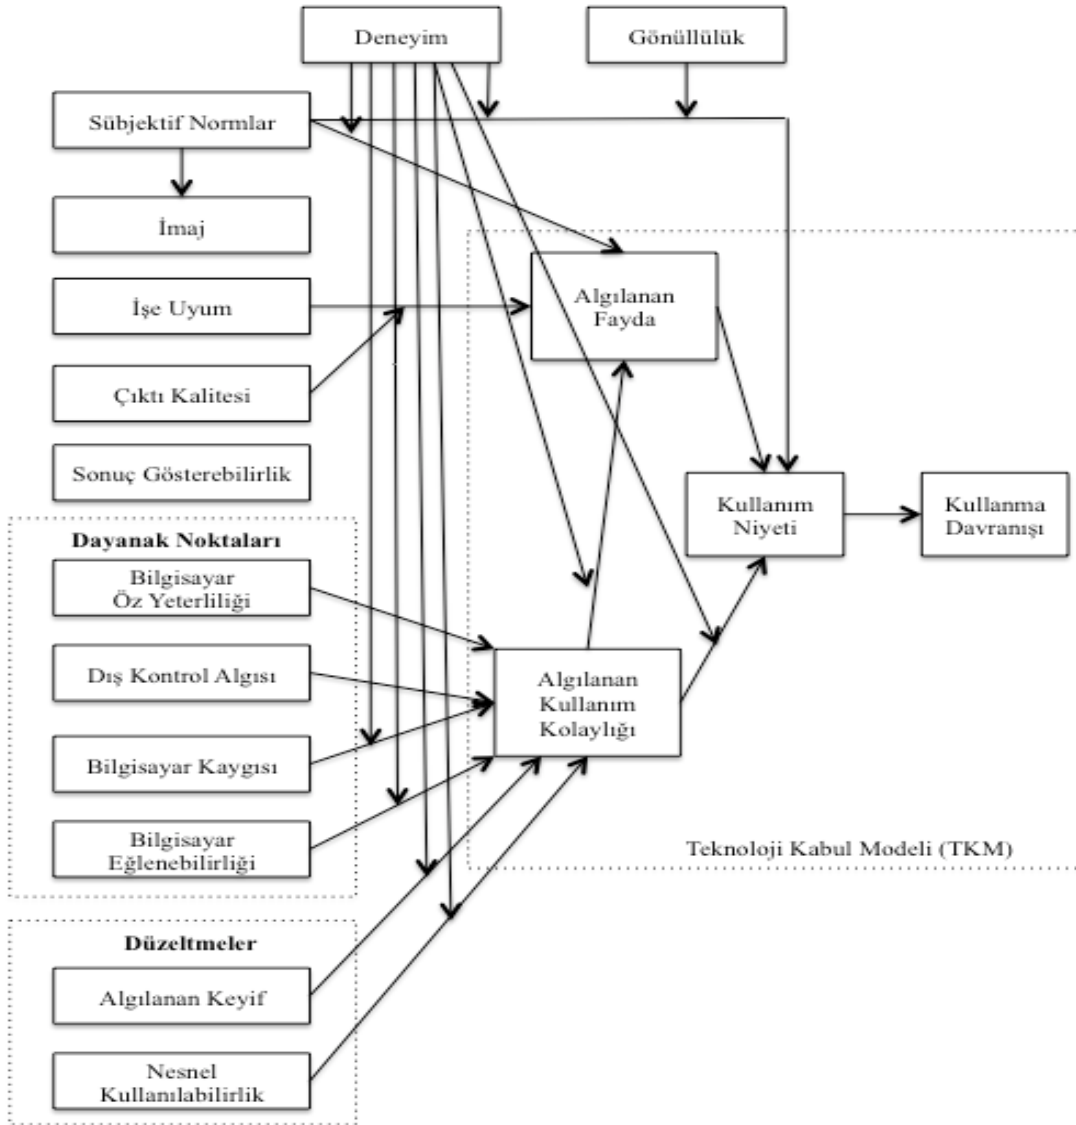 Deneyim
Gönüllülük
Sübjektif Normlar
İmaj
İşe Uyum
Algılanan
Fayda
Çıktı Kalitesi
Sonuç Gösterebilirlik
Kullanım
Niyeti
Kullanma
Davranışı
Dayanak Noktaları
Bilgisayar
Öz Yeterliliği
Dış Kontrol Algısı
Algılanan
Kullanım
Kolaylığı
Bilgisayar Kaygısı
Bilgisayar
Eğlenebilirliği
Teknoloji Kabul Modeli (TKM)
Düzeltmeler
Algılanan Keyif
Nesnel
Kullanılabilirlik